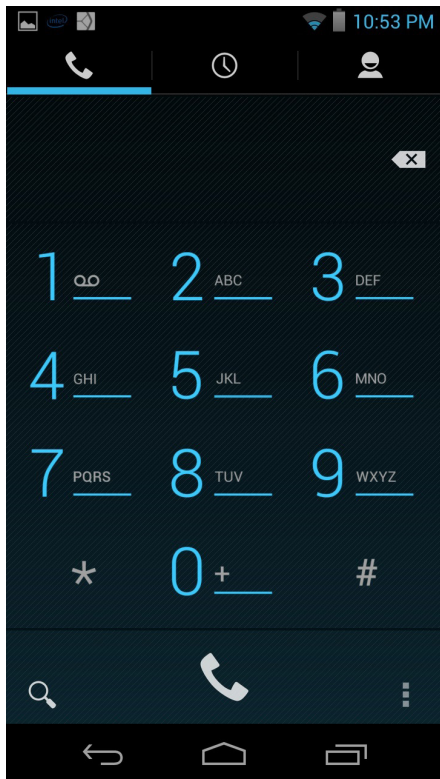 intel 10:53 PM
1 2 ABC 3 DEF
4 GHI 5 JKL 6 MNO
7 PQRS 8 TUV 9 WXYZ
* 0 + #